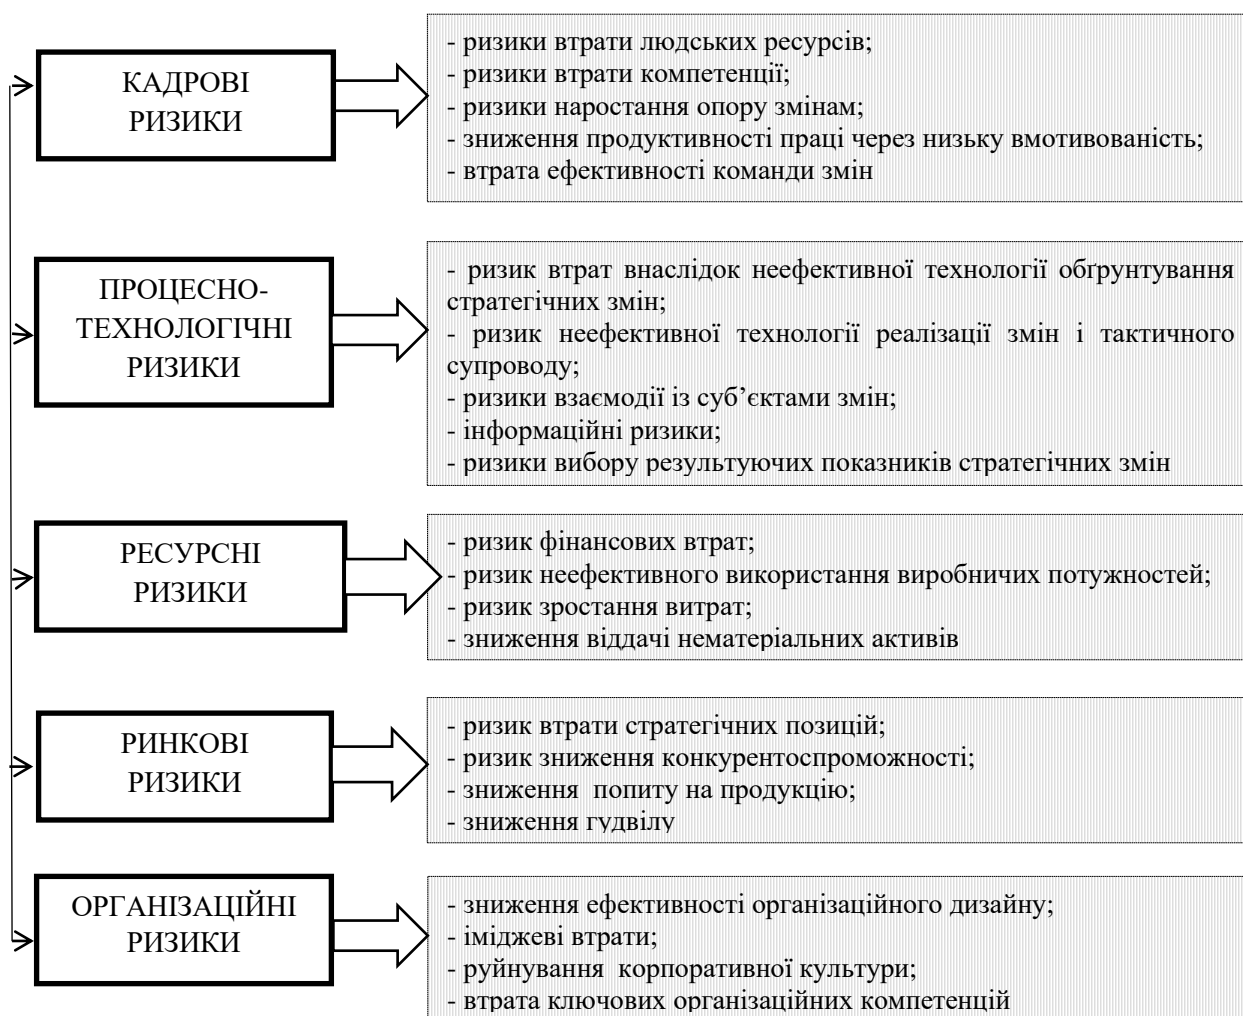 КАДРОВІ
РИЗИКИ
- ризики втрати людських ресурсів;
- ризики втрати компетенції;
- ризики наростання опору змінам;
- зниження продуктивності праці через низьку вмотивованість;
- втрата ефективності команди змін
ПРОЦЕСНО-
ТЕХНОЛОГІЧНІ
РИЗИКИ
- ризик втрат внаслідок неефективної технології обґрунтування
стратегічних змін;
- ризик неефективної технології реалізації змін і тактичного
супроводу;
- ризики взаємодії із суб’єктами змін;
- інформаційні ризики;
- ризики вибору результуючих показників стратегічних змін
РЕСУРСНІ
РИЗИКИ
- ризик фінансових втрат;
- ризик неефективного використання виробничих потужностей;
- ризик зростання витрат;
- зниження віддачі нематеріальних активів
РИНКОВІ
РИЗИКИ
- ризик втрати стратегічних позицій;
- ризик зниження конкурентоспроможності;
- зниження попиту на продукцію;
- зниження гудвілу
ОРГАНІЗАЦІЙНІ
РИЗИКИ
- зниження ефективності організаційного дизайну;
- іміджеві втрати;
- руйнування корпоративної культури;
- втрата ключових організаційних компетенцій